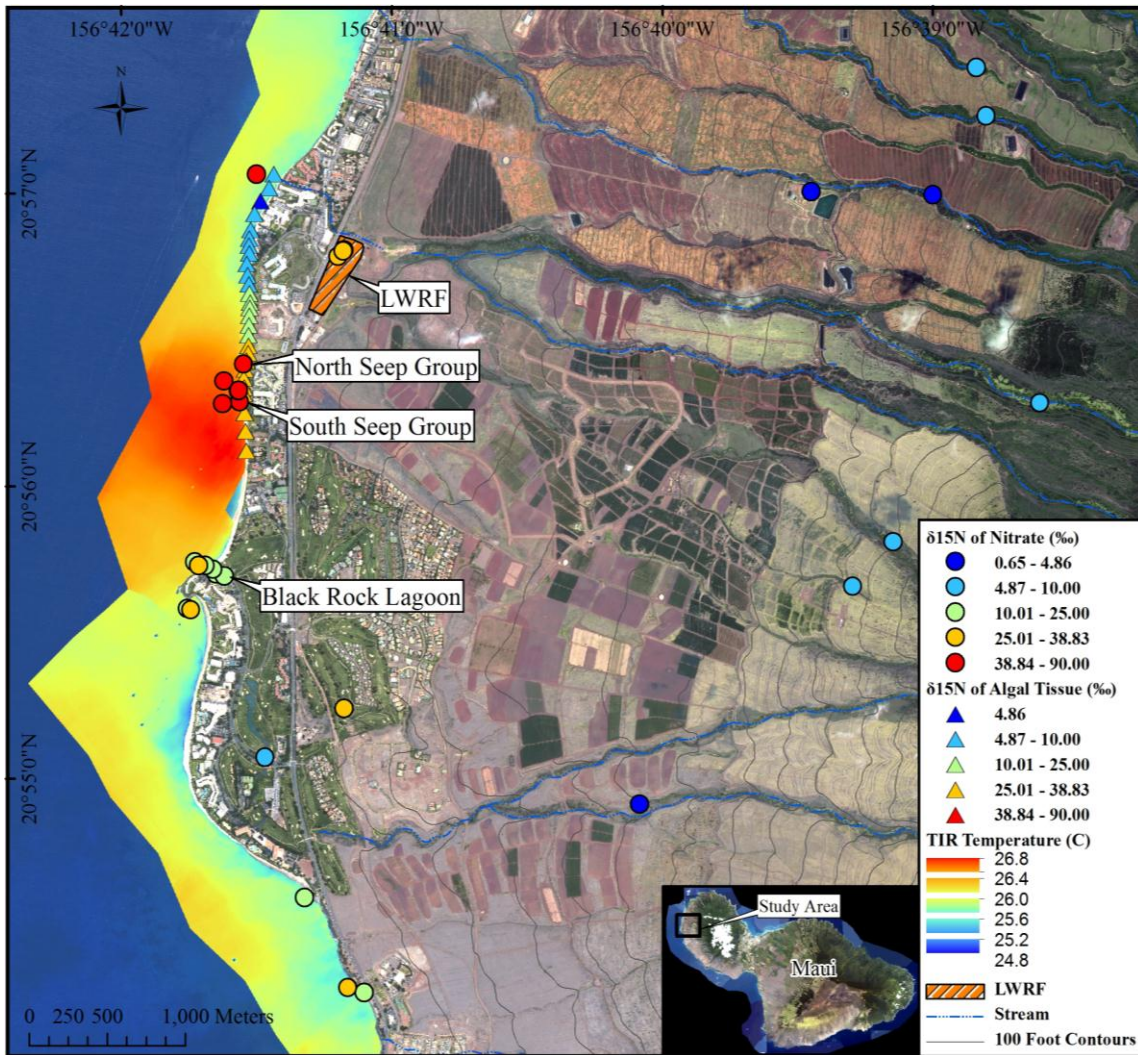 156°42'0"W
156°41'0"W
156°40'0"W
156°39'0"W
N
20°57'0"N
LWRF
North Seep Group
South Seep Group
20°56'0"N
Black Rock Lagoon
20°55'0"N
0 250 500 1,000 Meters
Study Area
Maui
δ15N of Nitrate (‰)
0.65 - 4.86
4.87 - 10.00
10.01 - 25.00
25.01 - 38.83
38.84 - 90.00
δ15N of Algal Tissue (‰)
4.86
4.87 - 10.00
10.01 - 25.00
25.01 - 38.83
38.84 - 90.00
TIR Temperature (C)
26.8
26.4
26.0
25.6
25.2
24.8
LWRF
Stream
100 Foot Contours